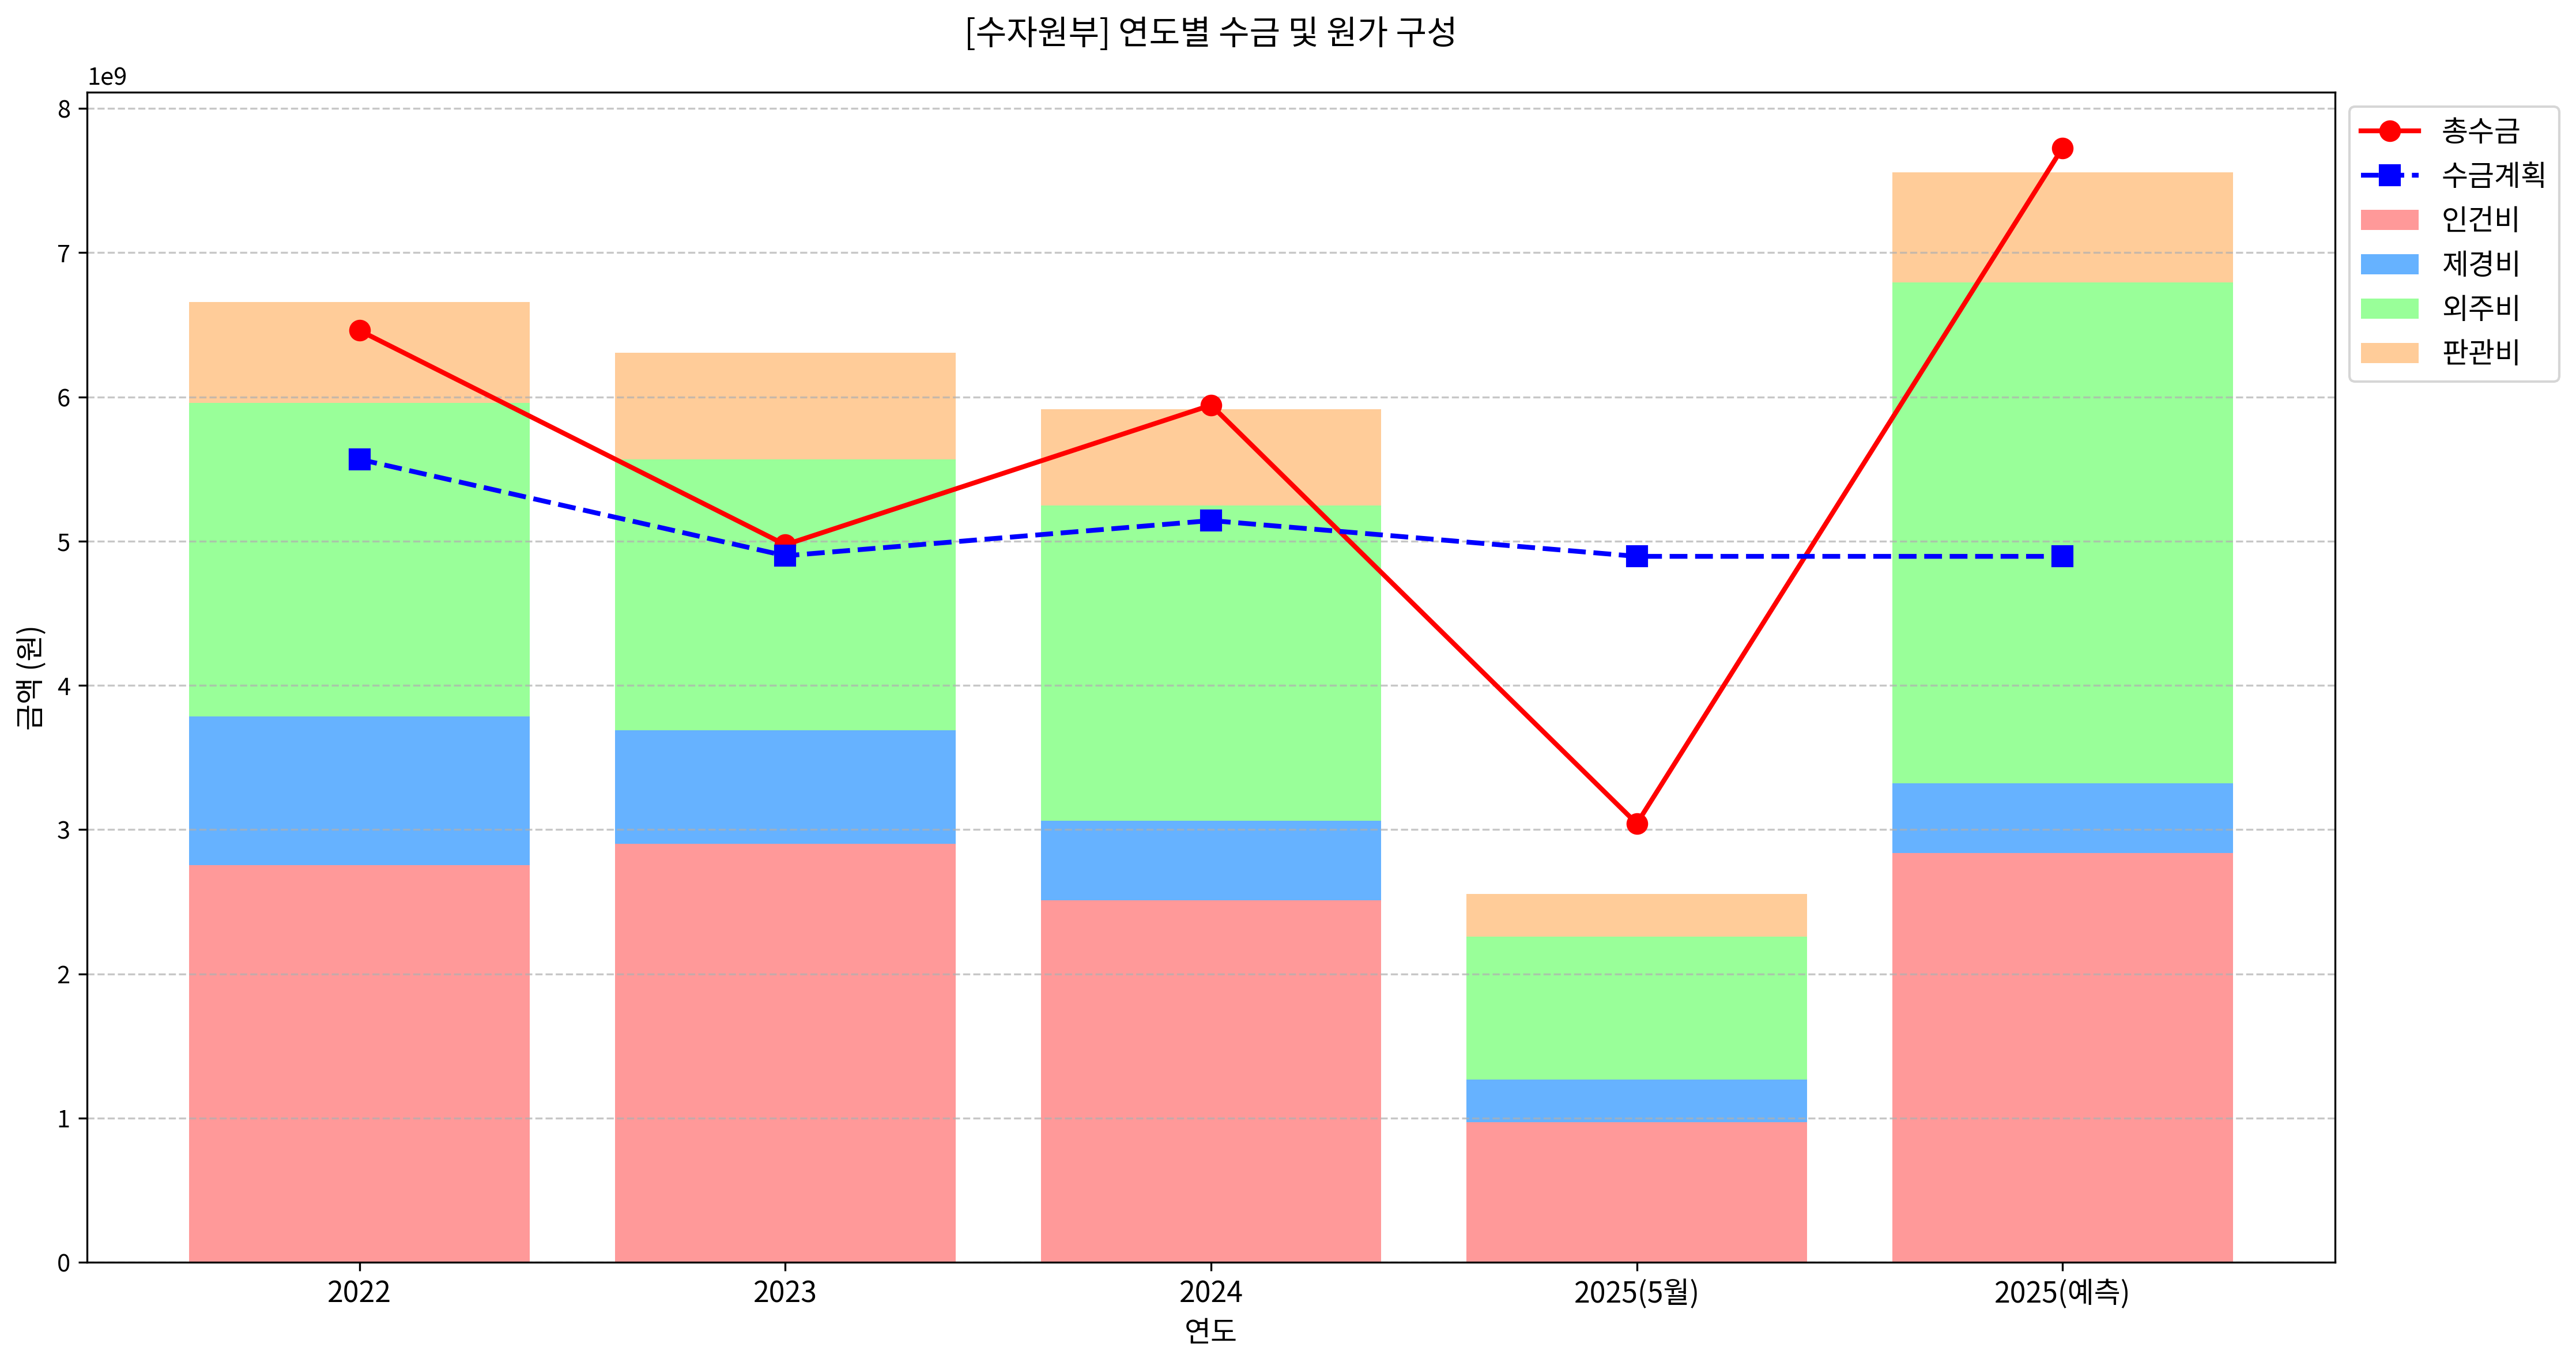 [수자원부] 연도별 수금 및 원가 구성
1e9
8
7
6
5
4
3
2
1
0
금액 (원)
2022
2023
2024
2025(5월)
2025(예측)
연도
총수금
수금계획
인건비
제경비
외주비
판관비